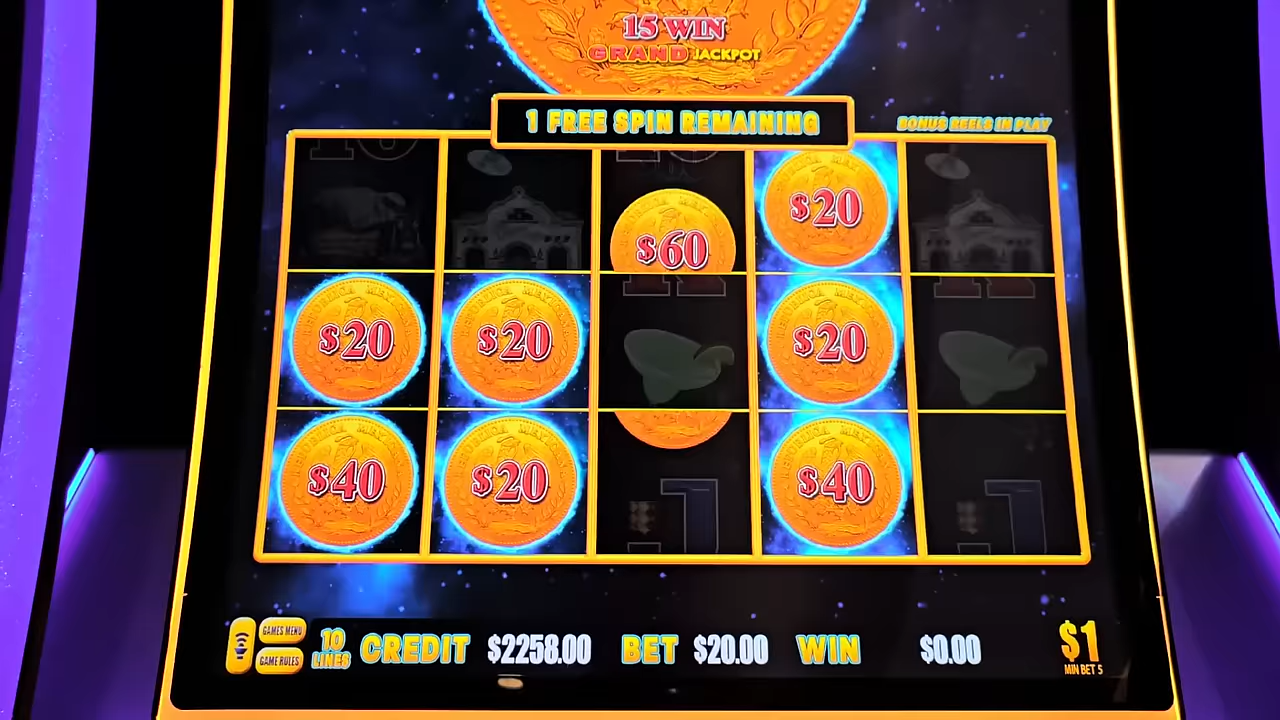 15 WIN
GRAND JACKPOT
1 FREE SPIN REMAINING
BONUS REELS IN PLAY
$60
$20
$20
$20
$20
$40
$20
$40
GAMES MENU
GAME RULES
10
LINES
CREDIT $2258.00 BET $20.00 WIN $0.00
$1
MIN BET 5